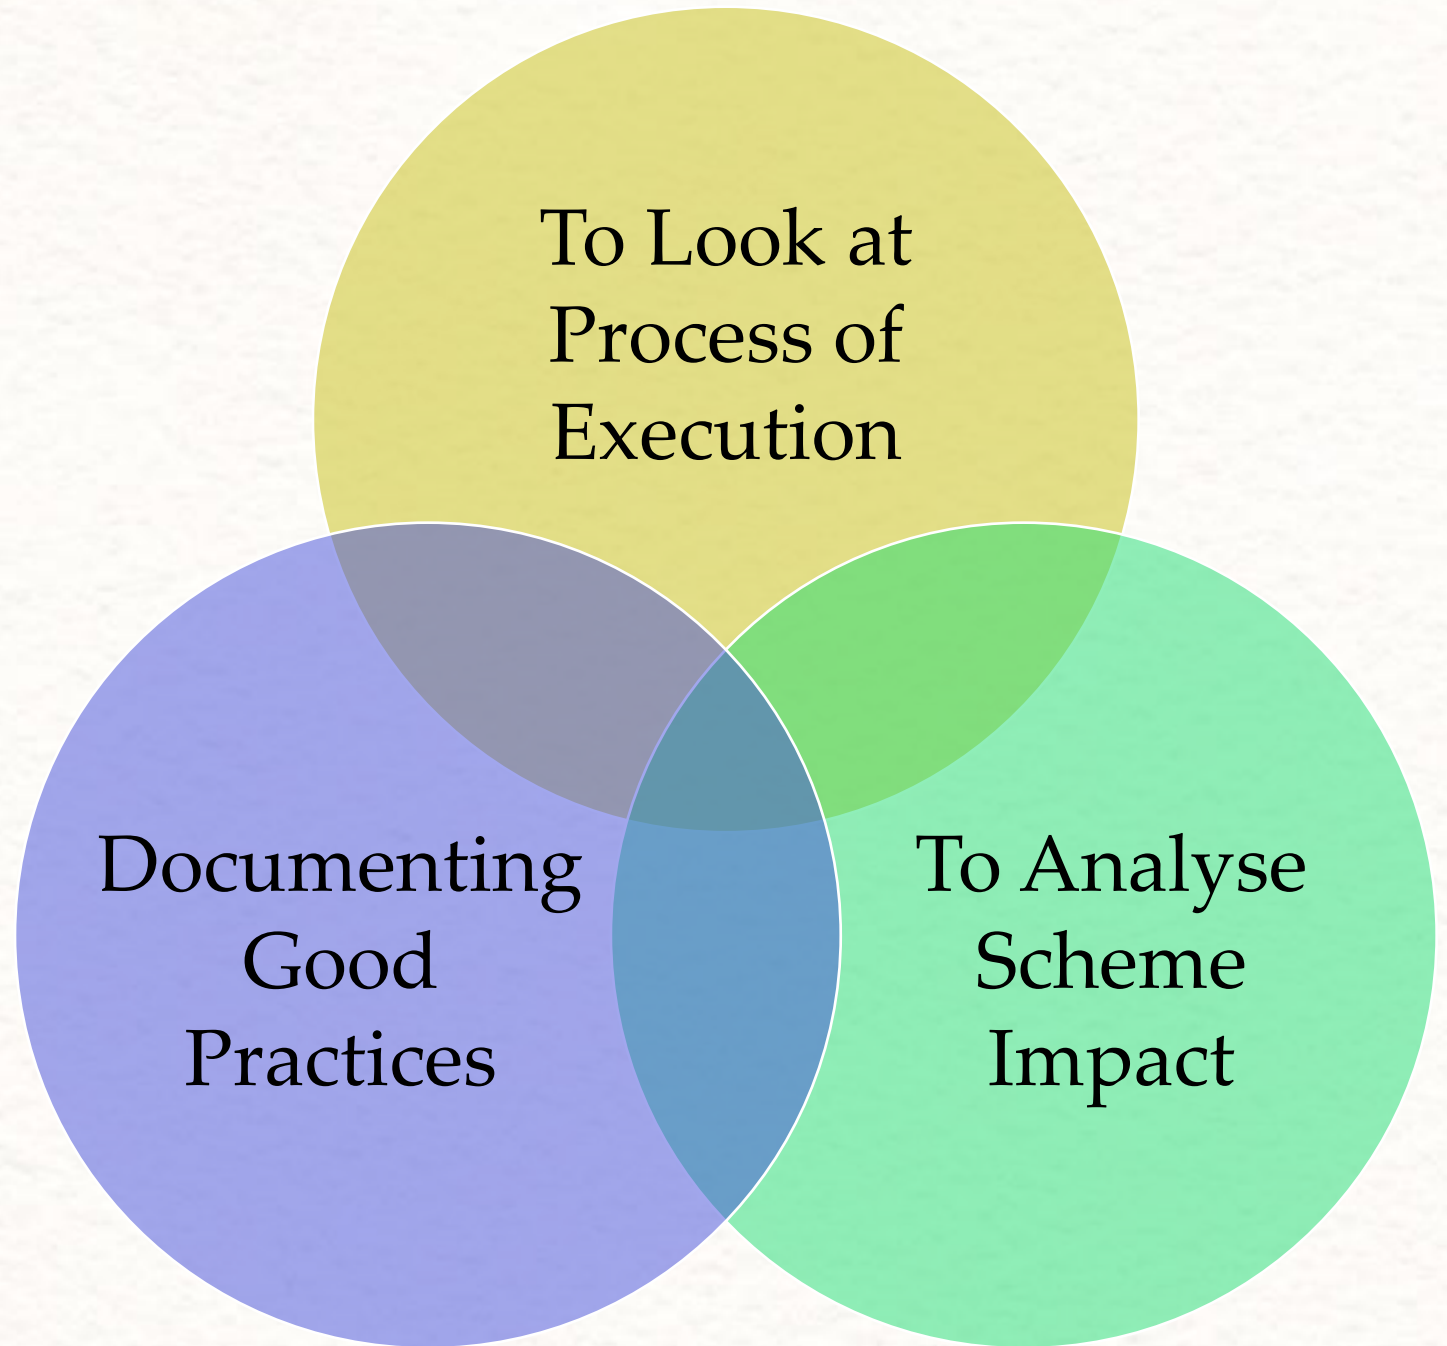 To Look at
Process of
Execution
Documenting
Good
Practices
To Analyse
Scheme
Impact